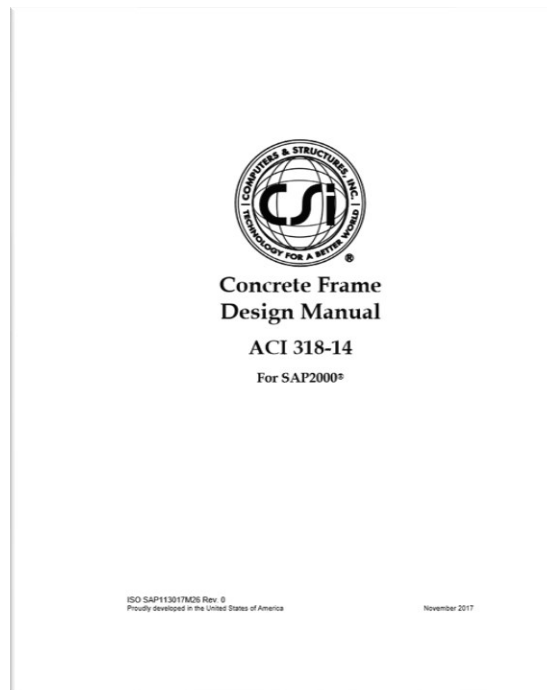 COMPUTERS & STRUCTURES, INC.
CSi
TECHNOLOGY FOR A BETTER WORLD
®
Concrete Frame
Design Manual
ACI 318-14
For SAP2000®
ISO SAP113017M26 Rev. 0
Proudly developed in the United States of America
November 2017